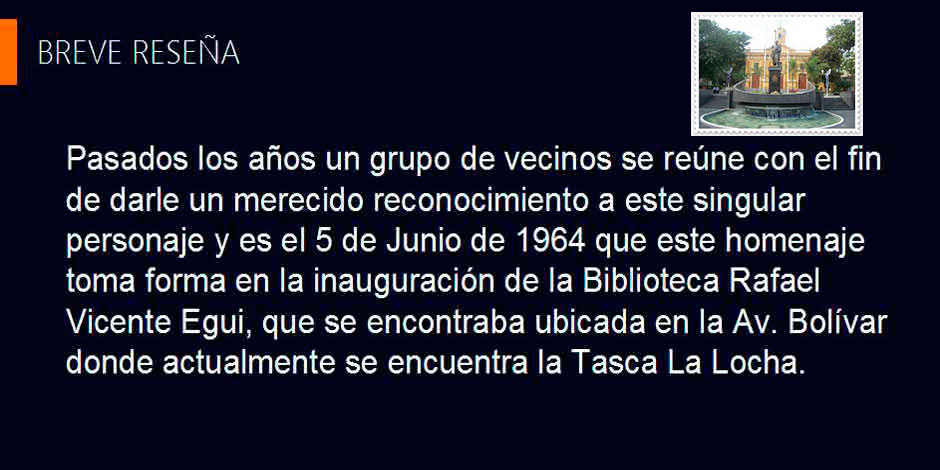 BREVE RESEÑA
Pasados los años un grupo de vecinos se reúne con el fin
de darle un merecido reconocimiento a este singular
personaje y es el 5 de Junio de 1964 que este homenaje
toma forma en la inauguración de la Biblioteca Rafael
Vicente Egui, que se encontraba ubicada en la Av. Bolívar
donde actualmente se encuentra la Tasca La Locha.